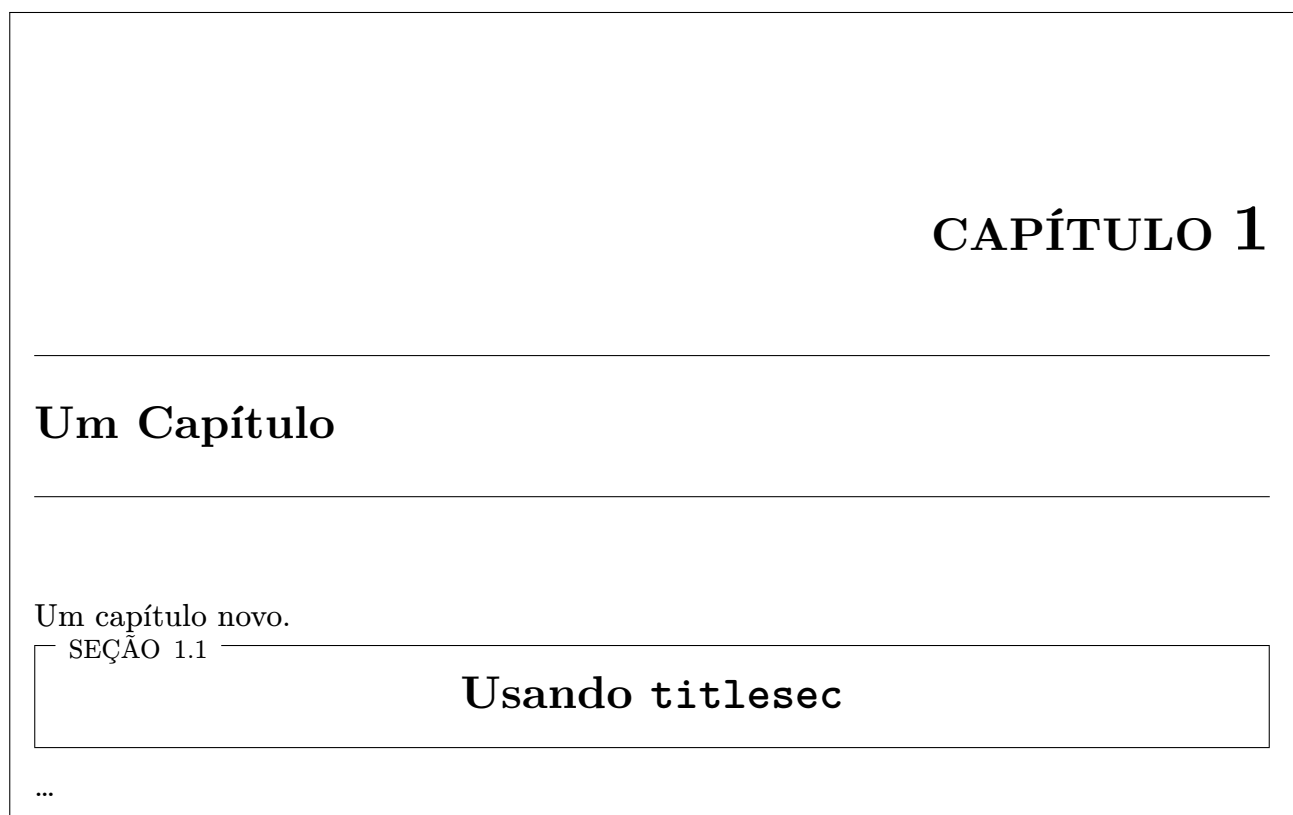 CAPÍTULO 1
Um Capítulo
Um capítulo novo.
SEÇÃO 1.1
Usando titlesec
…